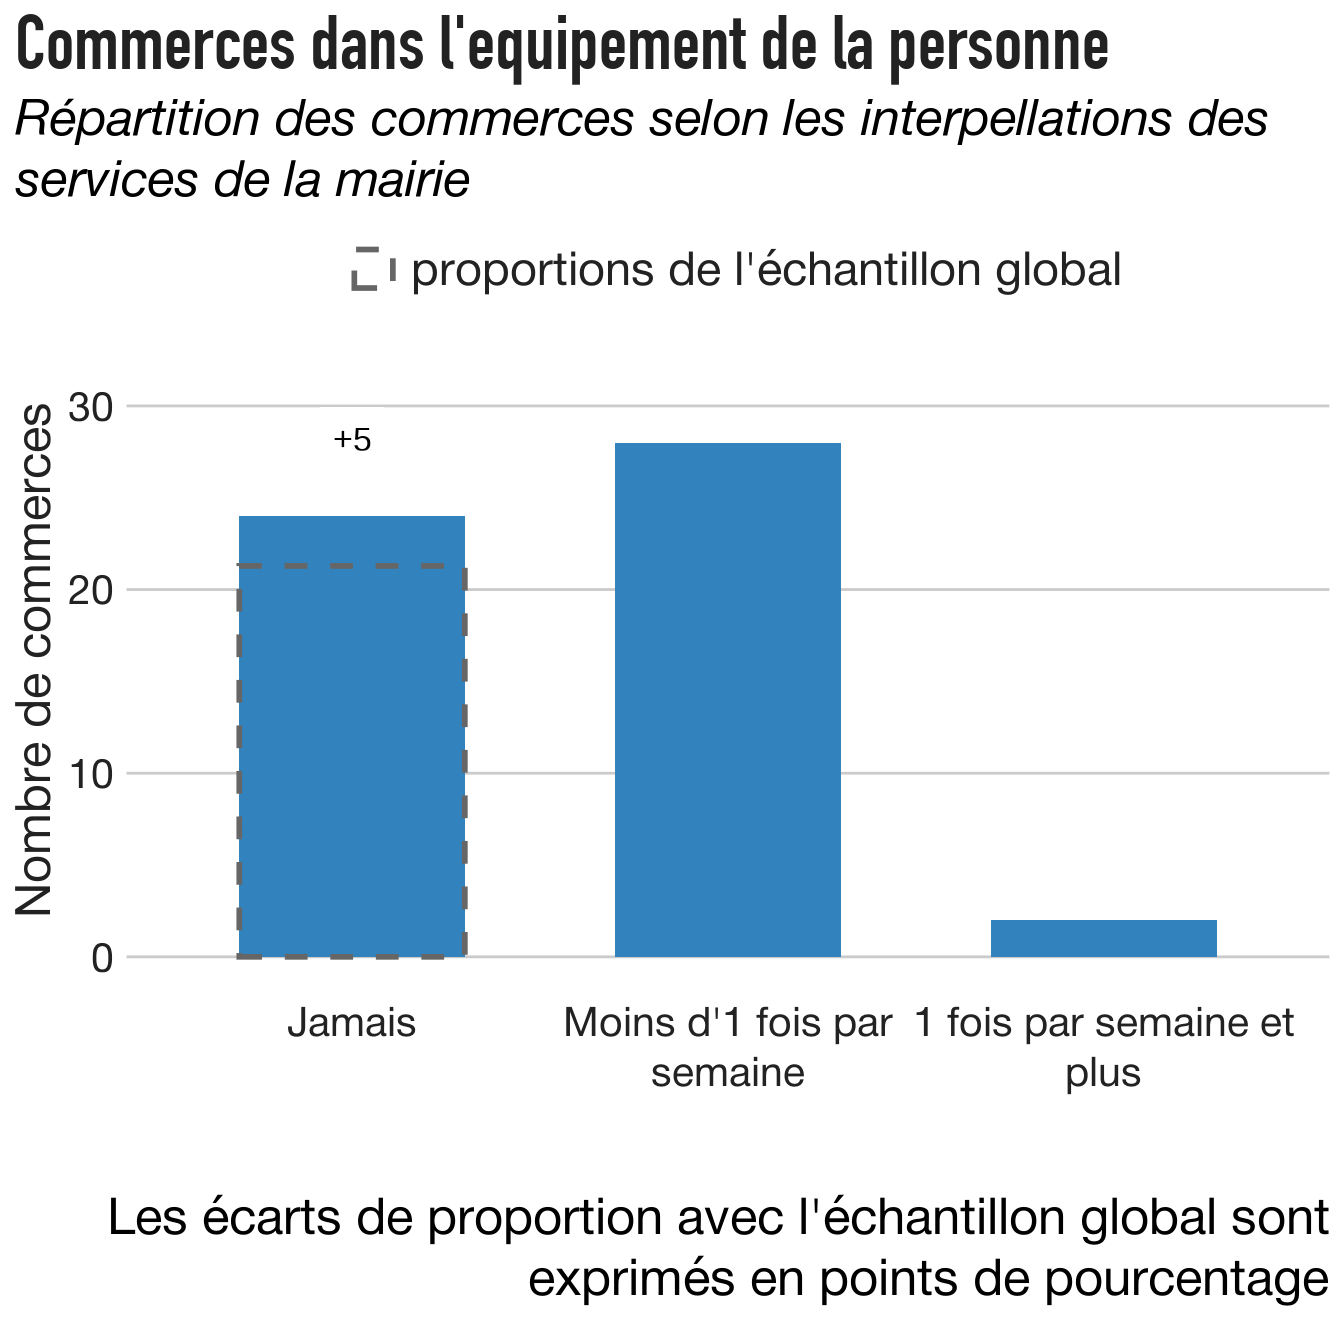 Commerces dans l'equipement de la personne
Répartition des commerces selon les interpellations des
services de la mairie
proportions de l'échantillon global
Nombre de commerces
30
20
10
0
+5
Jamais
Moins d'1 fois par
semaine
1 fois par semaine et
plus
Les écarts de proportion avec l'échantillon global sont
exprimés en points de pourcentage